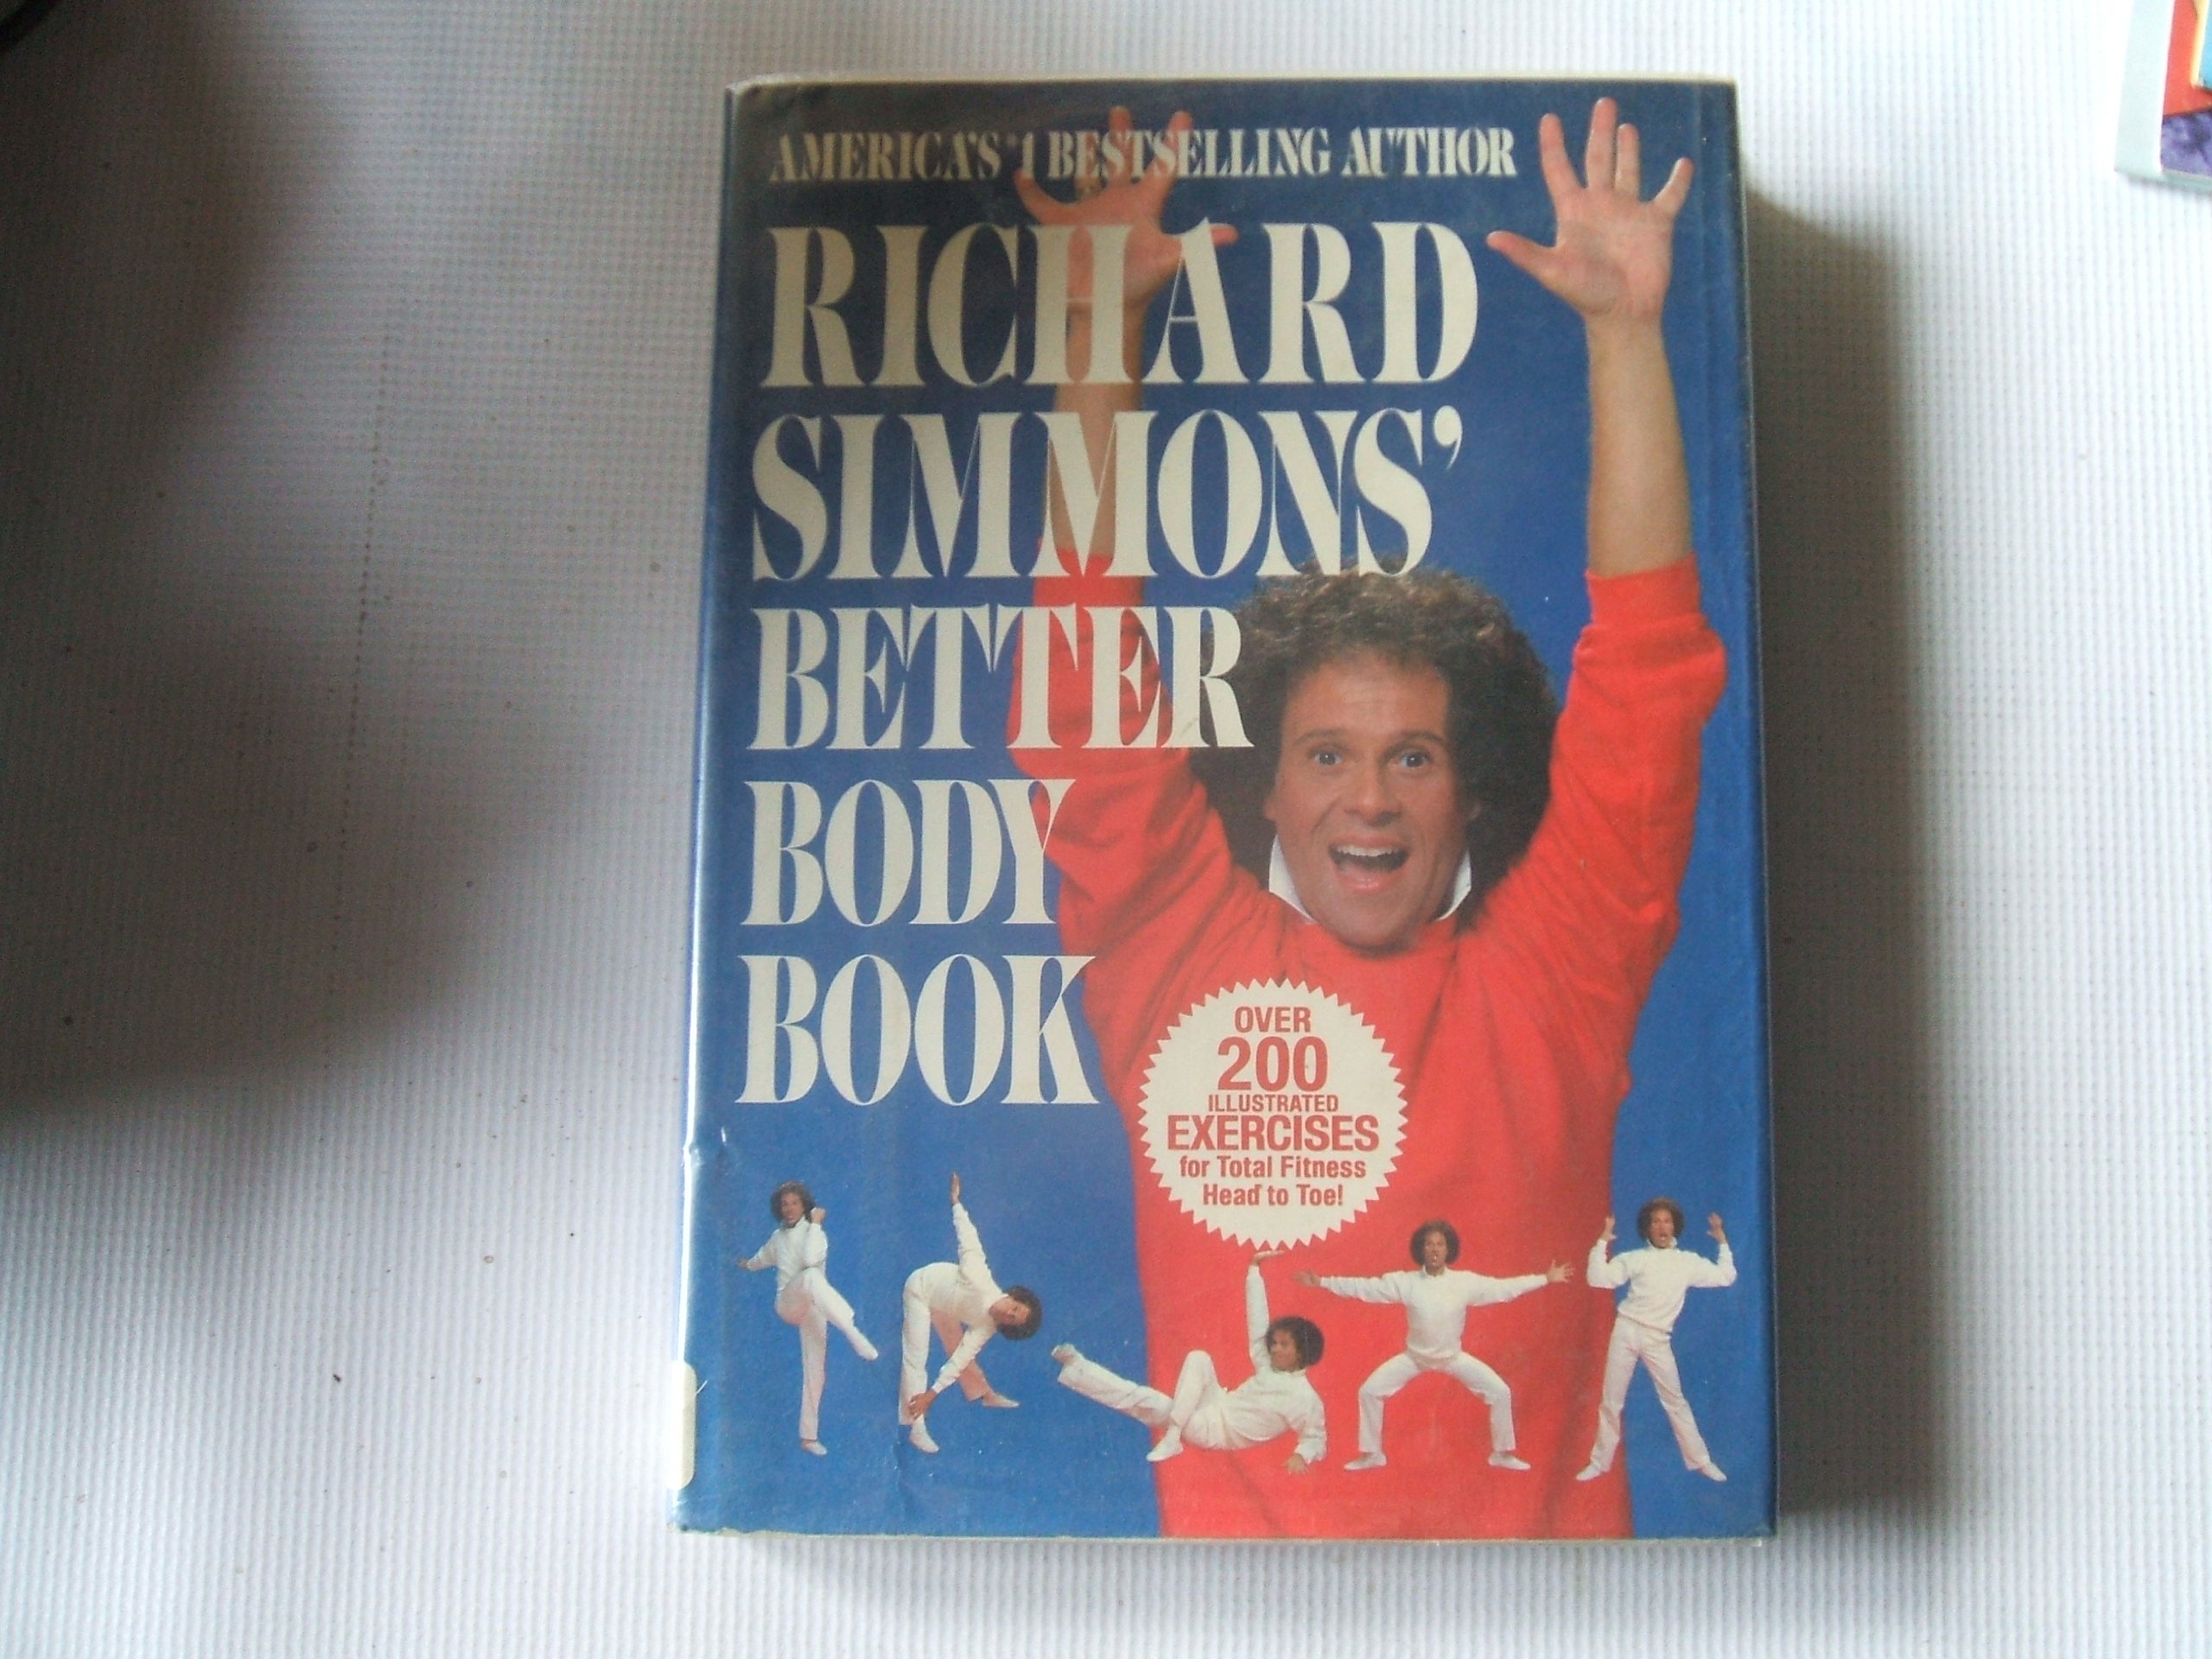 AMERICA'S #1 BESTSELLING AUTHOR
RICHARD
SIMMONS'
BETTER
BODY
BOOK
OVER
200
ILLUSTRATED
EXERCISES
for Total Fitness
Head to Toe!